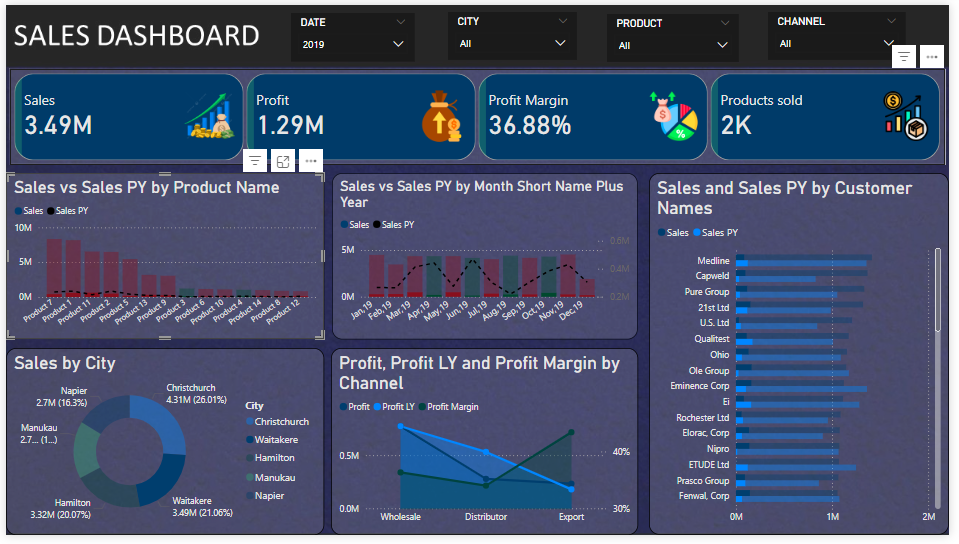 SALES DASHBOARD
DATE
2019
CITY
All
PRODUCT
All
CHANNEL
All
Sales
3.49M
Profit
1.29M
Profit Margin
36.88%
Products sold
2K
Sales vs Sales PY by Product Name
Sales Sales PY
10M
5M
0M
Product 7
Product 1
Product 11
Product 2
Product 5
Product 9
Product 6
Product 10
Product 4
Product 14
Product 8
Product 12
Sales vs Sales PY by Month Short Name Plus
Year
Sales Sales PY
5M
0M
0.6M
0.4M
0.2M
Jan,19
Feb,19
Mar,19
Apr,19
May,19
Jun,19
Jul,19
Aug,19
Sep,19
Oct,19
Nov,19
Dec,19
Sales and Sales PY by Customer
Names
Sales Sales PY
Medline
Capweld
Pure Group
21st Ltd
U.S. Ltd
Qualitest
Ohio
Ole Group
Eminence Corp
Ei
Rochester Ltd
Elorac, Corp
Nipro
ETUDE Ltd
Prasco Group
Fenwal, Corp
0M 1M 2M
Sales by City
Napier
2.7M (16.3%)
Christchurch
4.31M (26.01%)
Manukau
2.7... (1...)
Hamilton
3.32M (20.07%)
Waitakere
3.49M (21.06%)
City
Christchurch
Waitakere
Hamilton
Manukau
Napier
Profit, Profit LY and Profit Margin by
Channel
Profit Profit LY Profit Margin
0.5M
0.0M
40%
30%
Wholesale Distributor Export